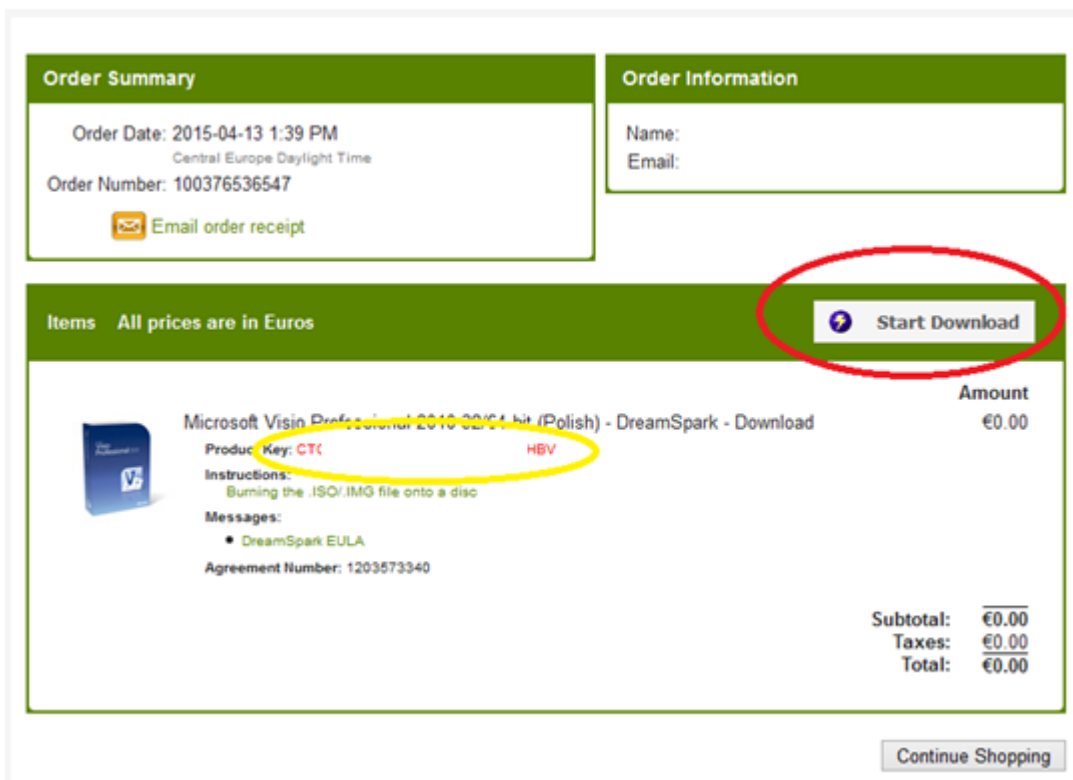 Order Summary
Order Date: 2015-04-13 1:39 PM
Central Europe Daylight Time
Order Number: 100376536547
Email order receipt
Order Information
Name:
Email:
Items All prices are in Euros
Start Download
Amount
Microsoft Visio Professional 2010 32/64-bit (Polish) - DreamSpark - Download €0.00
Product Key: CTC HBV
Instructions:
Burning the .ISO/.IMG file onto a disc
Messages:
• DreamSpark EULA
Agreement Number: 1203573340
Subtotal: €0.00
Taxes: €0.00
Total: €0.00
Continue Shopping